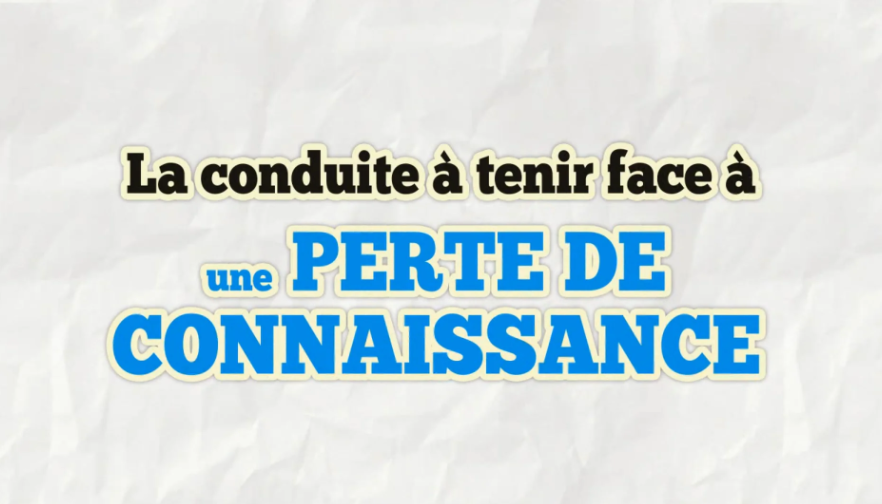 La conduite à tenir face à
une PERTE DE
CONNAISSANCE